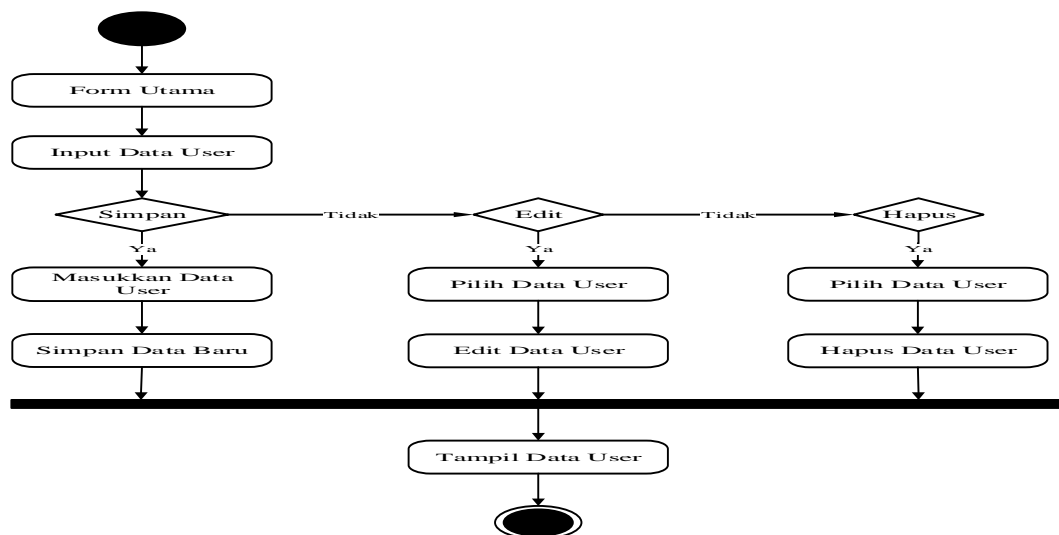 Form Utama
Input Data User
Simpan
Tidak
Edit
Tidak
Hapus
Ya
Ya
Ya
Masukkan Data
User
Pilih Data User
Pilih Data User
Simpan Data Baru
Edit Data User
Hapus Data User
Tampil Data User